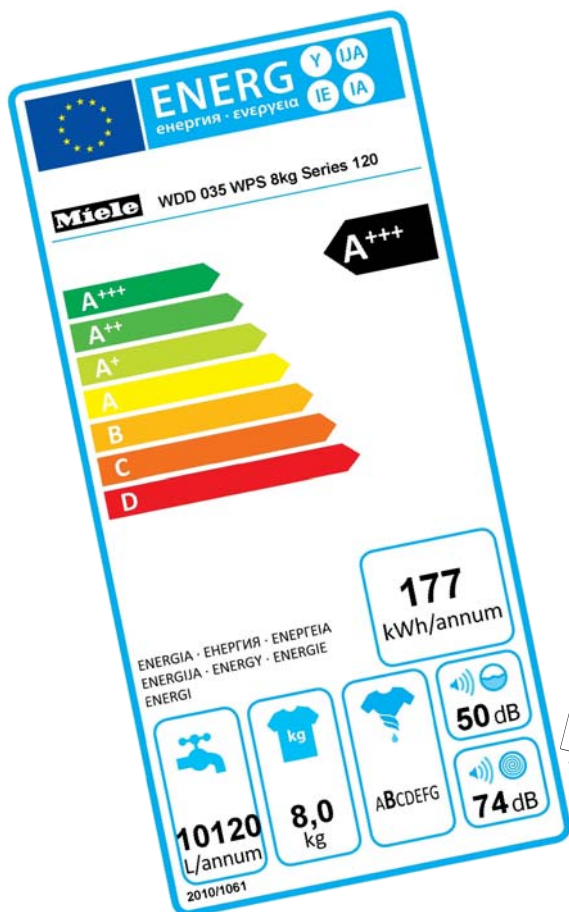 ENERG
Y IJA
IE IA
енергия · ενεργεια
Miele
WDD 035 WPS 8kg Series 120
A+++
A+++
A++
A+
A
B
C
D
177
kWh/annum
ENERGIA · ЕНЕРГИЯ · ΕΝΕΡΓΕΙΑ
ENERGIJA · ENERGY · ENERGIE
ENERGI
10120
L/annum
kg
8,0
kg
ABCDEFG
50 dB
74 dB
2010/1061